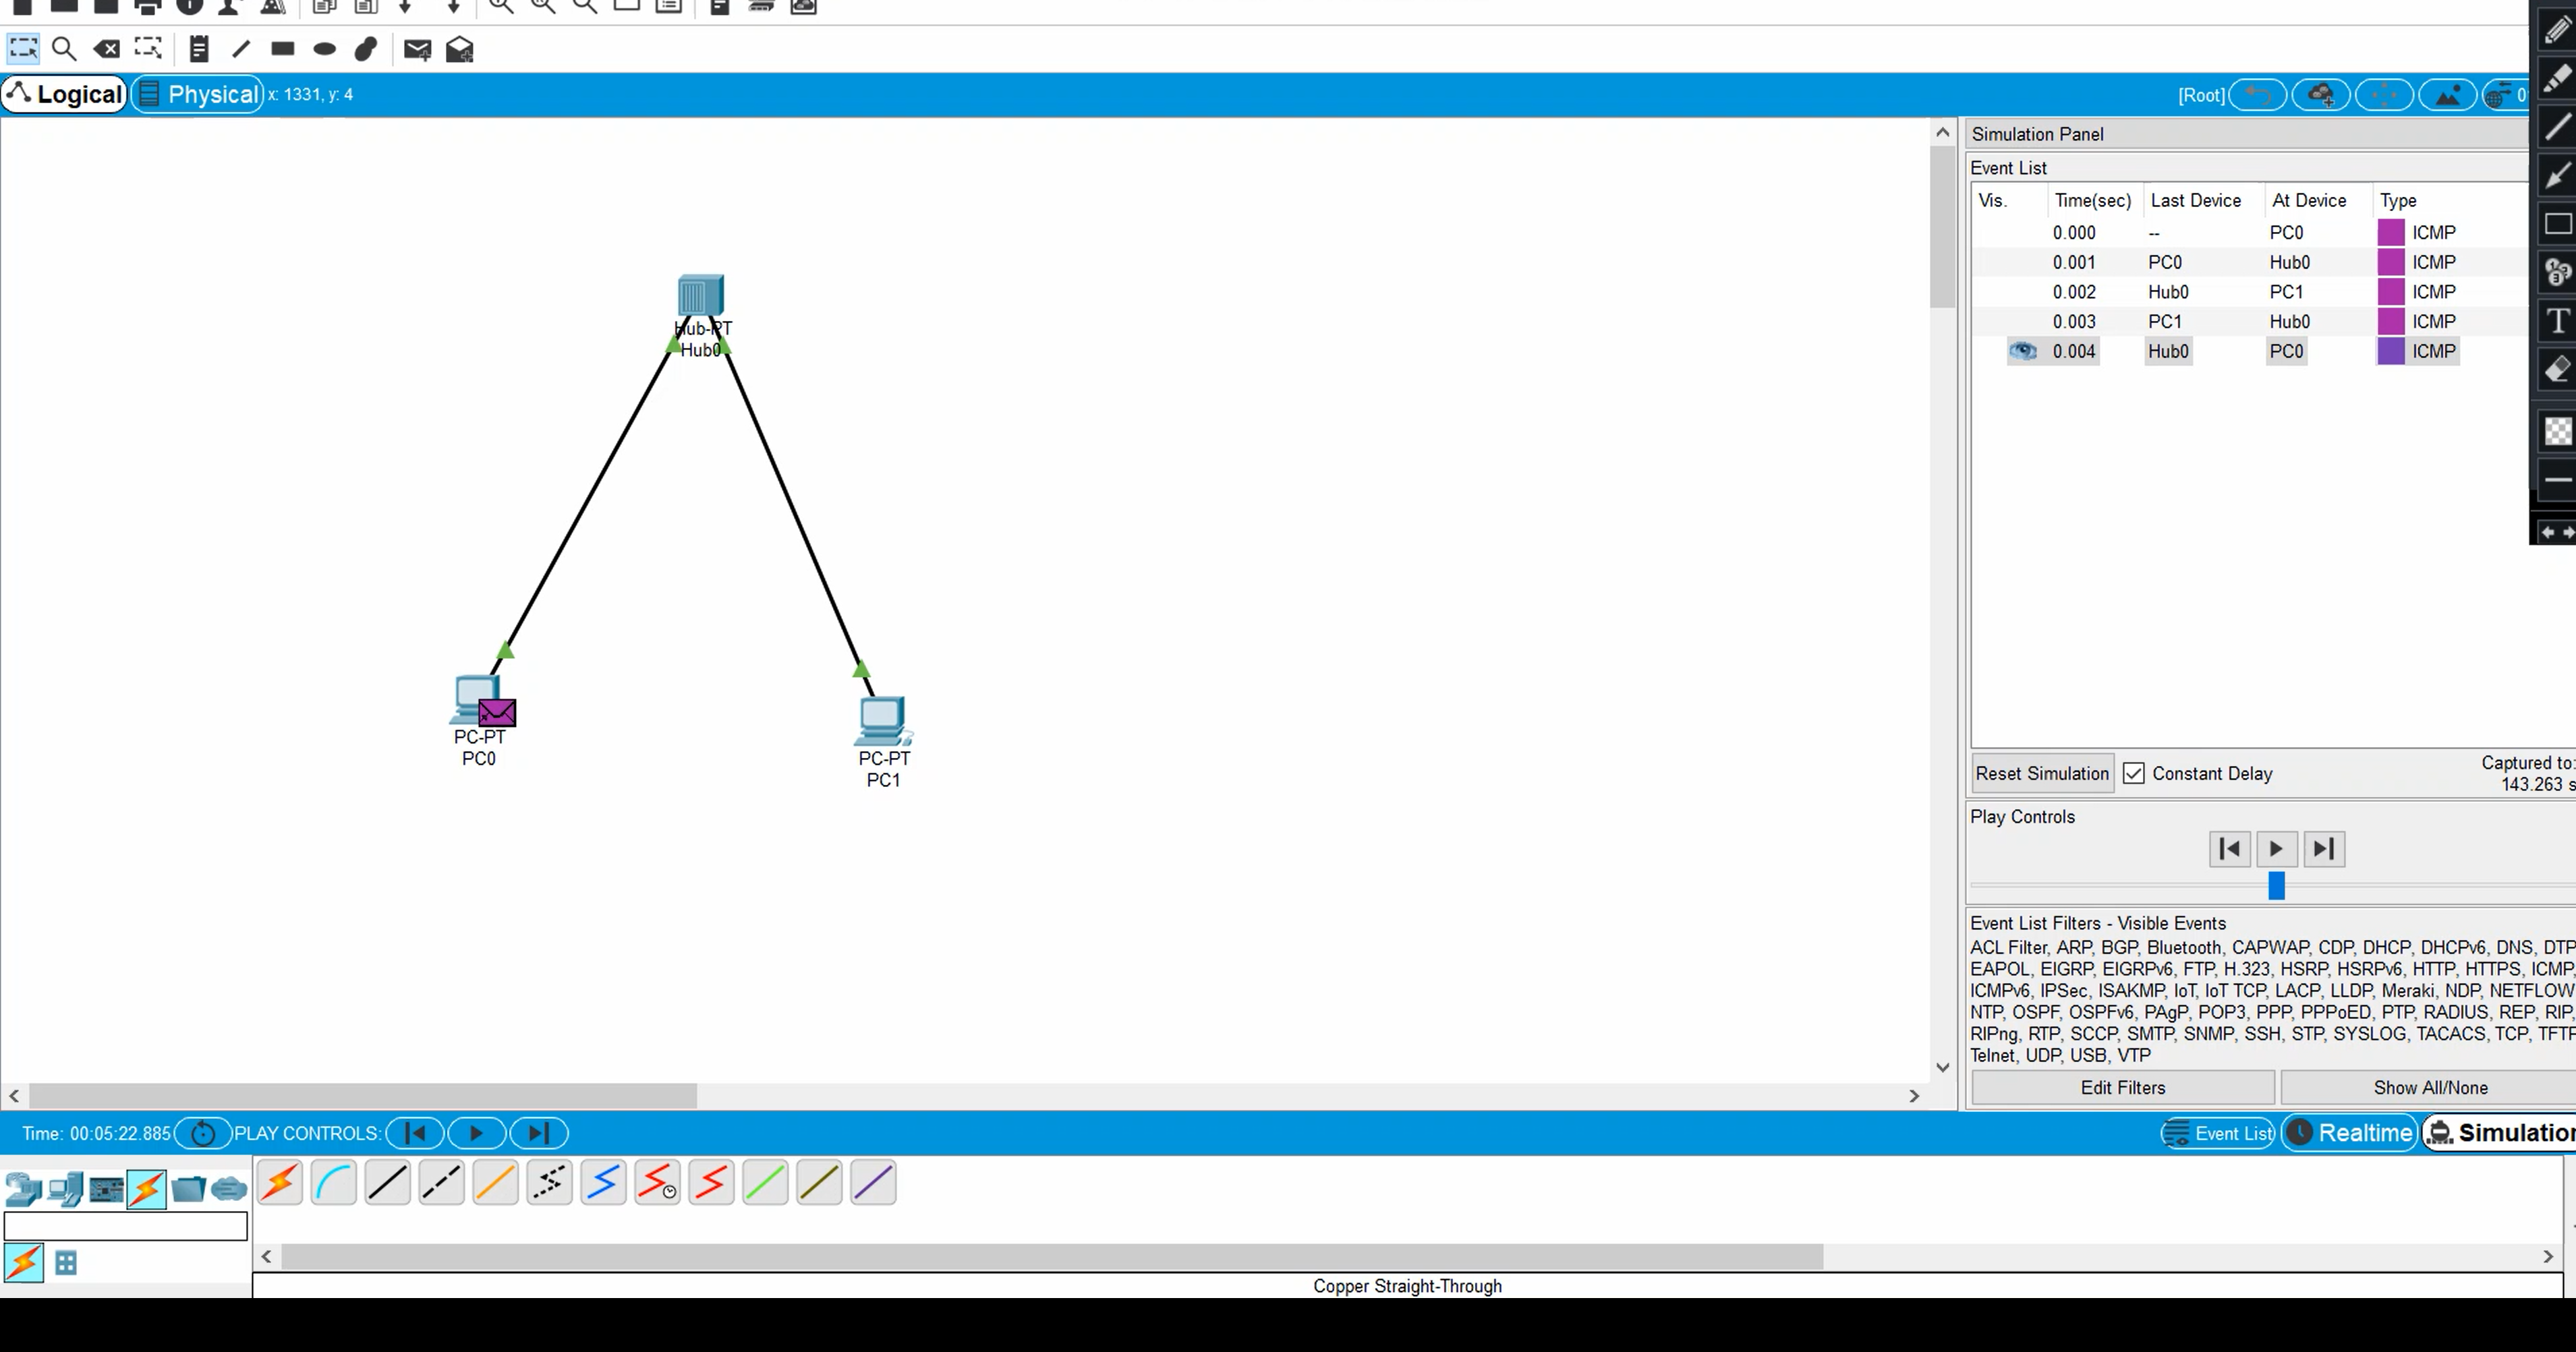 Logical Physical x: 1331, y: 4 [Root]
Simulation Panel
Event List
Vis. Time(sec) Last Device At Device Type
0.000 -- PC0 ICMP
0.001 PC0 Hub0 ICMP
0.002 Hub0 PC1 ICMP
0.003 PC1 Hub0 ICMP
0.004 Hub0 PC0 ICMP
Hub-PT
Hub0
PC-PT
PC0
PC-PT
PC1
Reset Simulation Constant Delay Captured to:
143.263 s
Play Controls
Event List Filters - Visible Events
ACL Filter, ARP, BGP, Bluetooth, CAPWAP, CDP, DHCP, DHCPv6, DNS, DTP
EAPOL, EIGRP, EIGRPv6, FTP, H.323, HSRP, HSRPv6, HTTP, HTTPS, ICMP,
ICMPv6, IPSec, ISAKMP, IoT, IoT TCP, LACP, LLDP, Meraki, NDP, NETFLOW
NTP, OSPF, OSPFv6, PAgP, POP3, PPP, PPPoED, PTP, RADIUS, REP, RIP,
RIPng, RTP, SCCP, SMTP, SNMP, SSH, STP, SYSLOG, TACACS, TCP, TFTP
Telnet, UDP, USB, VTP
Edit Filters Show All/None
Time: 00:05:22.885 PLAY CONTROLS: Event List Realtime Simulation
Copper Straight-Through